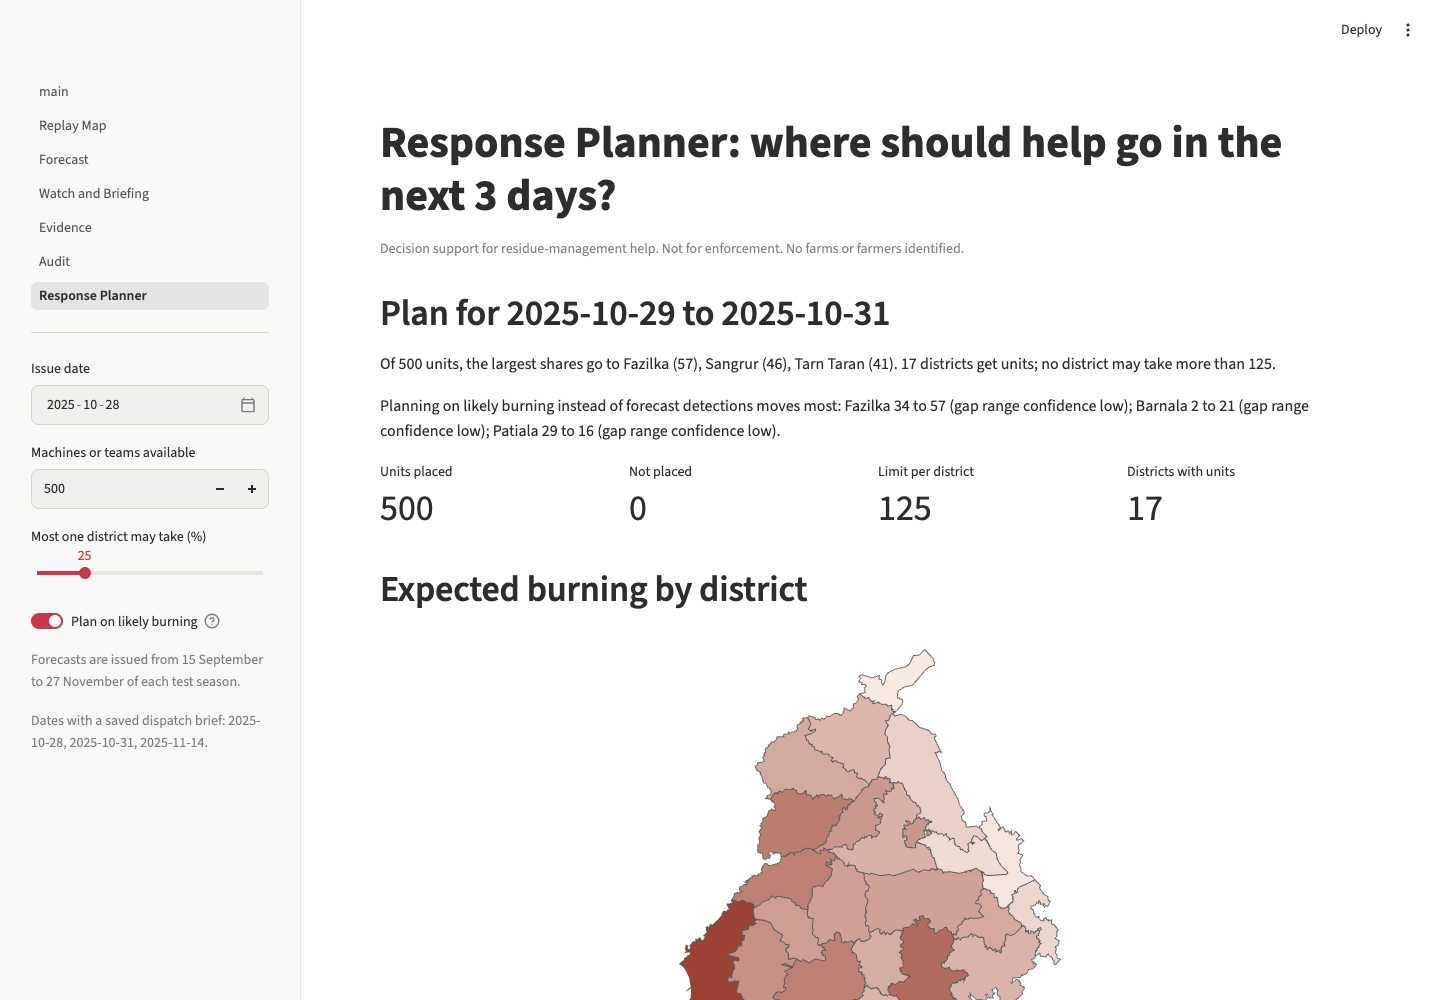 Deploy
main
Replay Map
Forecast
Watch and Briefing
Evidence
Audit
Response Planner
Issue date
2025-10-28
Machines or teams available
500
Most one district may take (%)
25
Plan on likely burning
Forecasts are issued from 15 September
to 27 November of each test season.
Dates with a saved dispatch brief: 2025-
10-28, 2025-10-31, 2025-11-14.
Response Planner: where should help go in the
next 3 days?
Decision support for residue-management help. Not for enforcement. No farms or farmers identified.
Plan for 2025-10-29 to 2025-10-31
Of 500 units, the largest shares go to Fazilka (57), Sangrur (46), Tarn Taran (41). 17 districts get units; no district may take more than 125.
Planning on likely burning instead of forecast detections moves most: Fazilka 34 to 57 (gap range confidence low); Barnala 2 to 21 (gap range
confidence low); Patiala 29 to 16 (gap range confidence low).
Units placed
500
Not placed
0
Limit per district
125
Districts with units
17
Expected burning by district